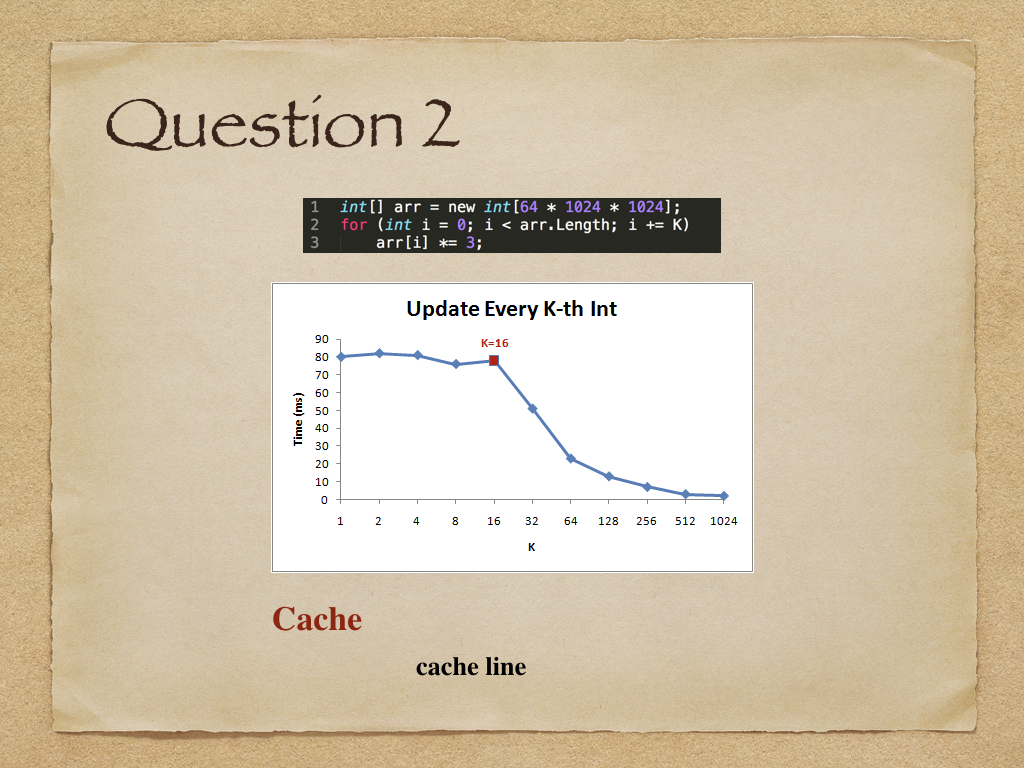 Question 2
1 int[] arr = new int[64 * 1024 * 1024];
2 for (int i = 0; i < arr.Length; i += K)
3 arr[i] *= 3;
Update Every K-th Int
K=16
90
80
70
60
50
40
30
20
10
0
Time (ms)
1 2 4 8 16 32 64 128 256 512 1024
K
Cache
cache line